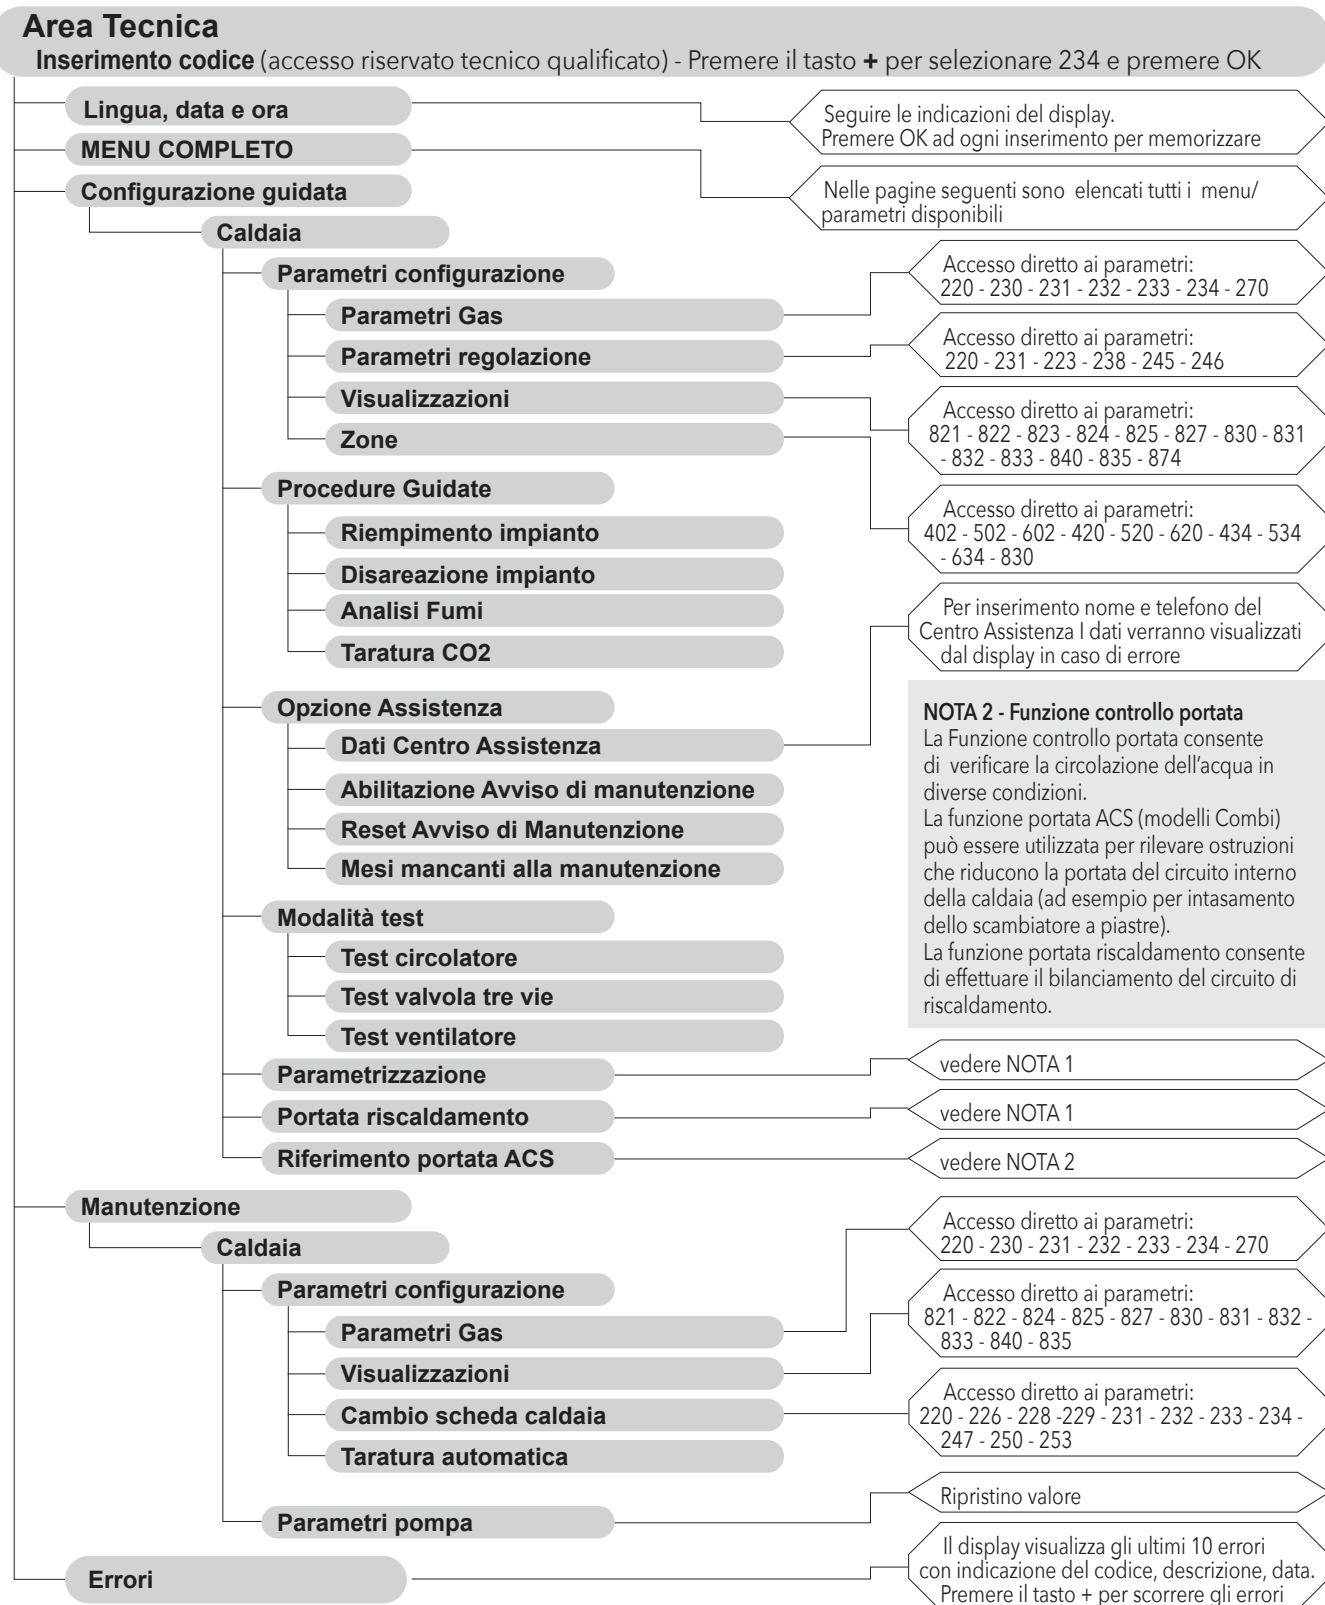 Area Tecnica
Inserimento codice (accesso riservato tecnico qualificato) - Premere il tasto + per selezionare 234 e premere OK
Lingua, data e ora
Seguire le indicazioni del display.
Premere OK ad ogni inserimento per memorizzare
MENU COMPLETO
Nelle pagine seguenti sono elencati tutti i menu/
parametri disponibili
Configurazione guidata
Caldaia
Parametri configurazione
Parametri Gas
Accesso diretto ai parametri:
220 - 230 - 231 - 232 - 233 - 234 - 270
Parametri regolazione
Accesso diretto ai parametri:
220 - 231 - 223 - 238 - 245 - 246
Visualizzazioni
Accesso diretto ai parametri:
821 - 822 - 823 - 824 - 825 - 827 - 830 - 831
- 832 - 833 - 840 - 835 - 874
Zone
Accesso diretto ai parametri:
402 - 502 - 602 - 420 - 520 - 620 - 434 - 534
- 634 - 830
Procedure Guidate
Riempimento impianto
Disareazione impianto
Analisi Fumi
Taratura CO2
Opzione Assistenza
Dati Centro Assistenza
Per inserimento nome e telefono del
Centro Assistenza I dati verranno visualizzati
dal display in caso di errore
Abilitazione Avviso di manutenzione
Reset Avviso di Manutenzione
Mesi mancanti alla manutenzione
NOTA 2 - Funzione controllo portata
La Funzione controllo portata consente
di verificare la circolazione dell'acqua in
diverse condizioni.
La funzione portata ACS (modelli Combi)
può essere utilizzata per rilevare ostruzioni
che riducono la portata del circuito interno
della caldaia (ad esempio per intasamento
dello scambiatore a piastre).
La funzione portata riscaldamento consente
di effettuare il bilanciamento del circuito di
riscaldamento.
Modalità test
Test circolatore
Test valvola tre vie
Test ventilatore
Parametrizzazione
vedere NOTA 1
Portata riscaldamento
vedere NOTA 1
Riferimento portata ACS
vedere NOTA 2
Manutenzione
Caldaia
Parametri configurazione
Parametri Gas
Accesso diretto ai parametri:
220 - 230 - 231 - 232 - 233 - 234 - 270
Visualizzazioni
Accesso diretto ai parametri:
821 - 822 - 824 - 825 - 827 - 830 - 831 - 832 -
833 - 840 - 835
Cambio scheda caldaia
Accesso diretto ai parametri:
220 - 226 - 228 -229 - 231 - 232 - 233 - 234 -
247 - 250 - 253
Taratura automatica
Parametri pompa
Ripristino valore
Errori
Il display visualizza gli ultimi 10 errori
con indicazione del codice, descrizione, data.
Premere il tasto + per scorrere gli errori